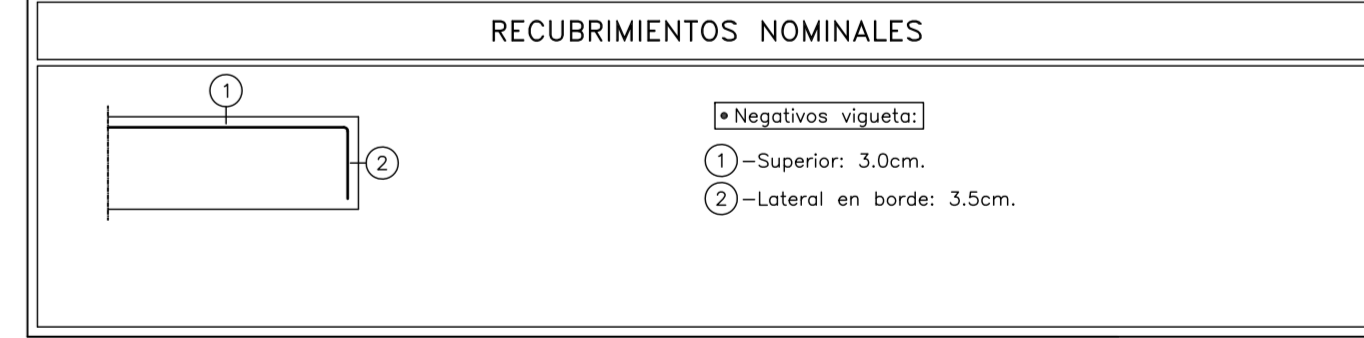 RECUBRIMIENTOS NOMINALES
1
2
• Negativos vigueta:
1 -Superior: 3.0cm.
2 -Lateral en borde: 3.5cm.